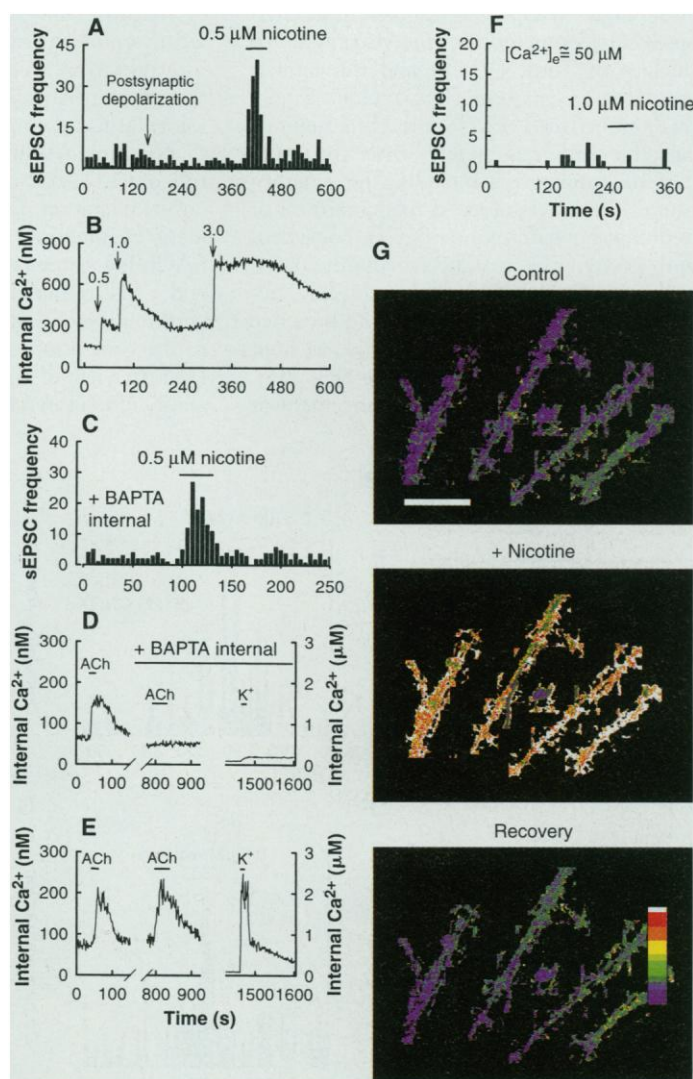 A
0.5 μM nicotine
Postsynaptic
depolarization
sEPSC frequency
45
30
15
0
0 120 240 360 480 600
B
Internal Ca²⁺ (nM)
900
600
300
0
0.5
1.0
3.0
0 120 240 360 480 600
C
0.5 μM nicotine
+ BAPTA
internal
sEPSC frequency
40
30
20
10
0
0 50 100 150 200 250
D
+ BAPTA internal
ACh
ACh
K⁺
Internal Ca²⁺ (nM)
300
200
100
0
Internal Ca²⁺ (μM)
3
2
1
0
0 100 800 900 1500 1600
E
ACh
ACh
K⁺
Internal Ca²⁺ (nM)
300
200
100
0
Internal Ca²⁺ (μM)
3
2
1
0
0 100 800 900 1500 1600
Time (s)
F
[Ca²⁺]ₑ≅ 50 μM
1.0 μM nicotine
sEPSC frequency
45
30
15
0
0 120 240 360
Time (s)
G
Control
+ Nicotine
Recovery